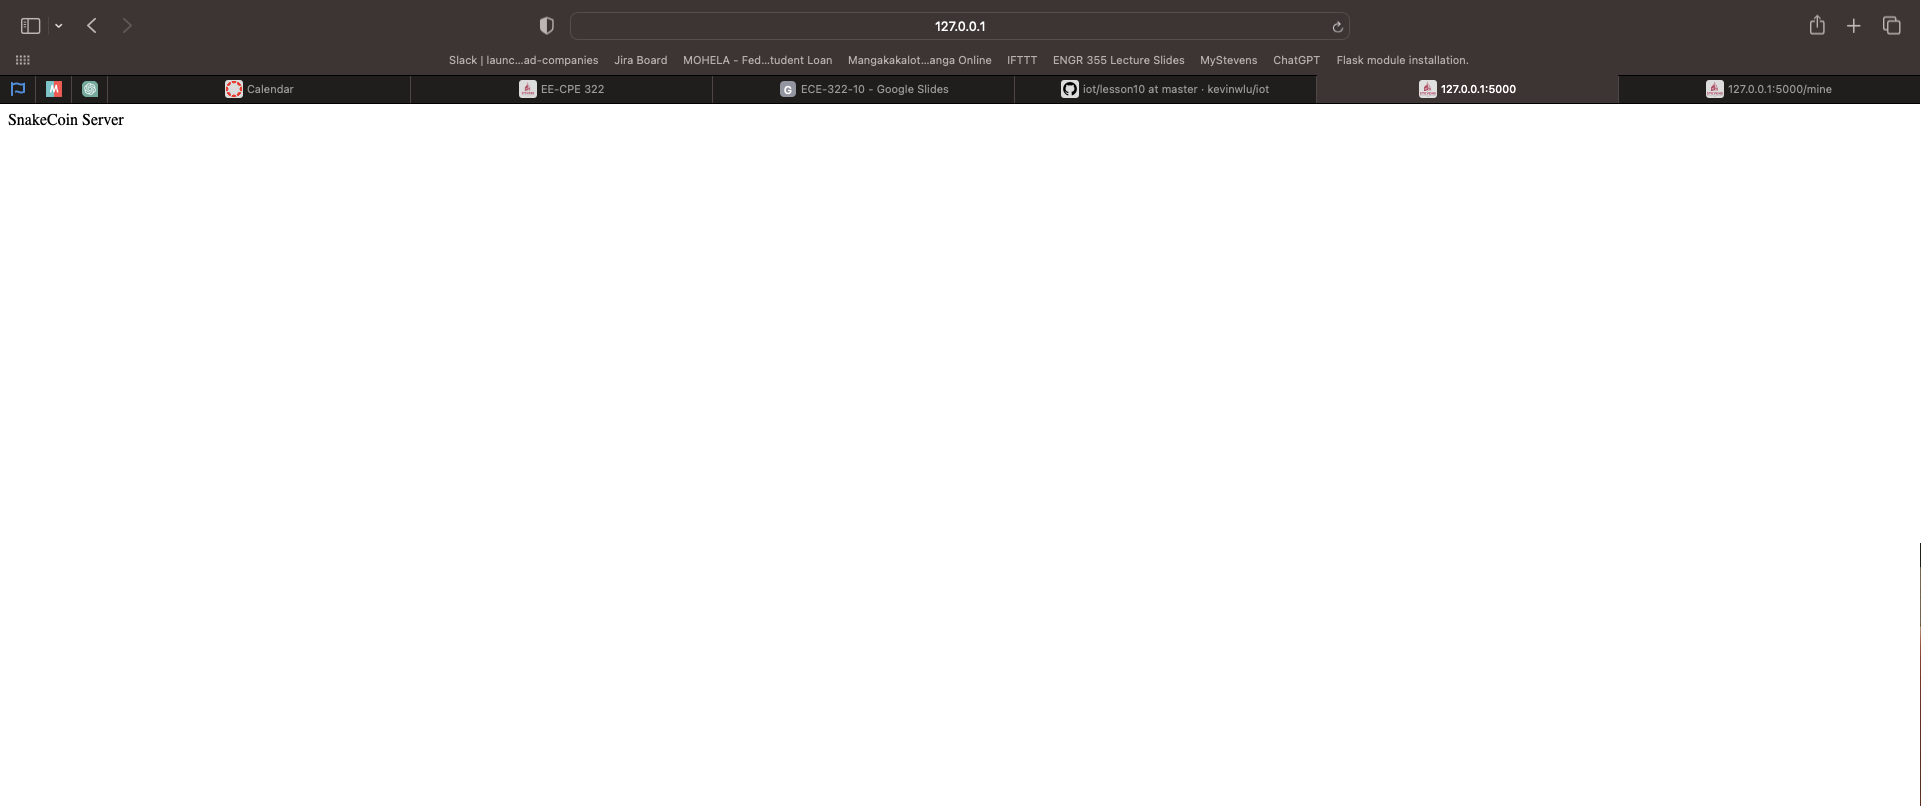 127.0.0.1
Slack | launc...ad-companies Jira Board MOHELA - Fed...tudent Loan Mangakakalot...anga Online IFTTT ENGR 355 Lecture Slides MyStevens ChatGPT Flask module installation.
M Calendar EE-CPE 322 G ECE-322-10 - Google Slides iot/lesson10 at master · kevinwlu/iot 127.0.0.1:5000 127.0.0.1:5000/mine
SnakeCoin Server